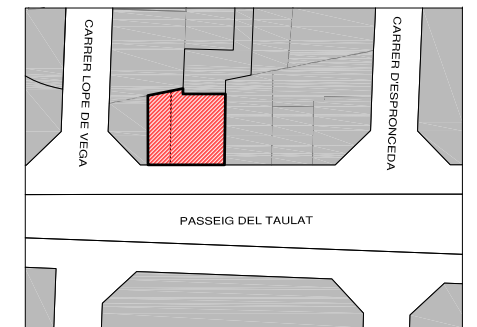 CARRER LOPE DE VEGA
CARRER D'ESPRONCEDA
PASSEIG DEL TAULAT